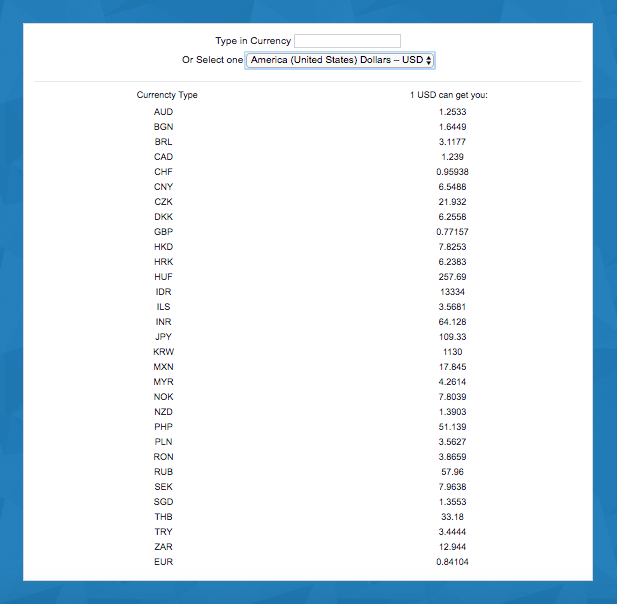 Type in Currency
Or Select one America (United States) Dollars – USD
Currencty Type 1 USD can get you:
AUD 1.2533
BGN 1.6449
BRL 3.1177
CAD 1.239
CHF 0.95938
CNY 6.5488
CZK 21.932
DKK 6.2558
GBP 0.77157
HKD 7.8253
HRK 6.2383
HUF 257.69
IDR 13334
ILS 3.5681
INR 64.128
JPY 109.33
KRW 1130
MXN 17.845
MYR 4.2614
NOK 7.8039
NZD 1.3903
PHP 51.139
PLN 3.5627
RON 3.8659
RUB 57.96
SEK 7.9638
SGD 1.3553
THB 33.18
TRY 3.4444
ZAR 12.944
EUR 0.84104